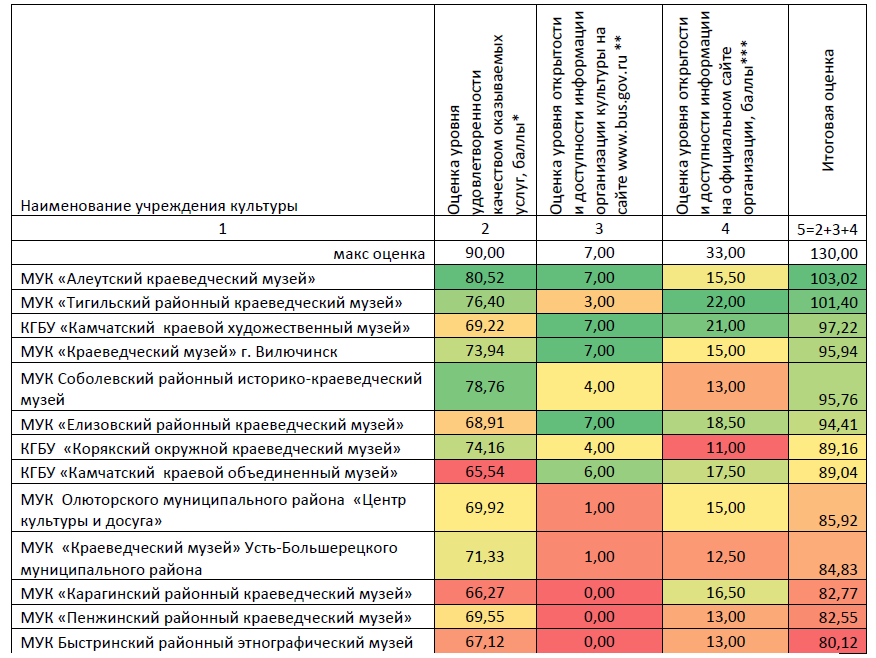 Наименование учреждения культуры
Оценка уровня
удовлетворенности
качеством оказываемых
услуг, баллы*
Оценка уровня открытости
и доступности информации
организации культуры на
сайте www.bus.gov.ru **
Оценка уровня открытости
и доступности информации
на официальном сайте
организации, баллы***
Итоговая оценка
1 2 3 4 5=2+3+4
макс оценка 90,00 7,00 33,00 130,00
МУК «Алеутский краеведческий музей» 80,52 7,00 15,50 103,02
МУК «Тигильский районный краеведческий музей» 76,40 3,00 22,00 101,40
КГБУ «Камчатский краевой художественный музей» 69,22 7,00 21,00 97,22
МУК «Краеведческий музей» г. Вилючинск 73,94 7,00 15,00 95,94
МУК Соболевский районный историко-краеведческий
музей 78,76 4,00 13,00 95,76
МУК «Елизовский районный краеведческий музей» 68,91 7,00 18,50 94,41
КГБУ «Корякский окружной краеведческий музей» 74,16 4,00 11,00 89,16
КГБУ «Камчатский краевой объединенный музей» 65,54 6,00 17,50 89,04
МУК Олюторского муниципального района «Центр
культуры и досуга» 69,92 1,00 15,00 85,92
МУК «Краеведческий музей» Усть-Большерецкого
муниципального района 71,33 1,00 12,50 84,83
МУК «Карагинский районный краеведческий музей» 66,27 0,00 16,50 82,77
МУК «Пенжинский районный краеведческий музей» 69,55 0,00 13,00 82,55
МУК Быстринский районный этнографический музей 67,12 0,00 13,00 80,12